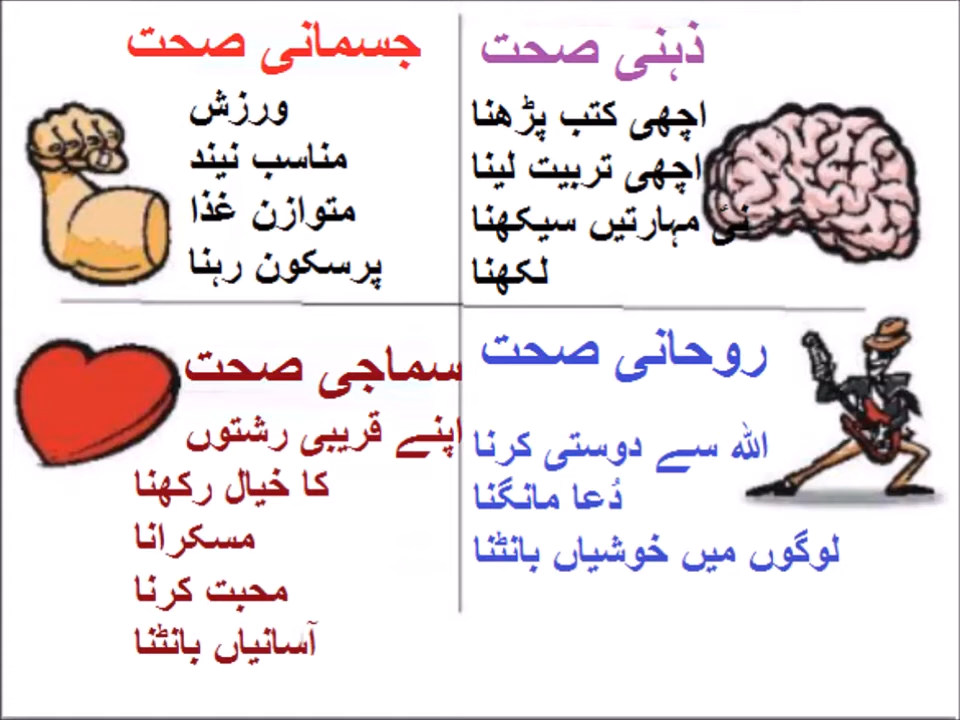 ذہنی صحت
اچھی کتب پڑھنا
اچھی تربیت لینا
نئ مہارتیں سیکھنا
لکھنا
جسمانی صحت
ورزش
مناسب نیند
متوازن غذا
پرسکون رہنا
روحانی صحت
اللہ سے دوستی کرنا
دُعا مانگنا
لوگوں میں خوشیاں بانٹنا
سماجی صحت
اپنے قریبی رشتوں
کا خیال رکھنا
مسکرانا
محبت کرنا
آسانیاں بانٹنا